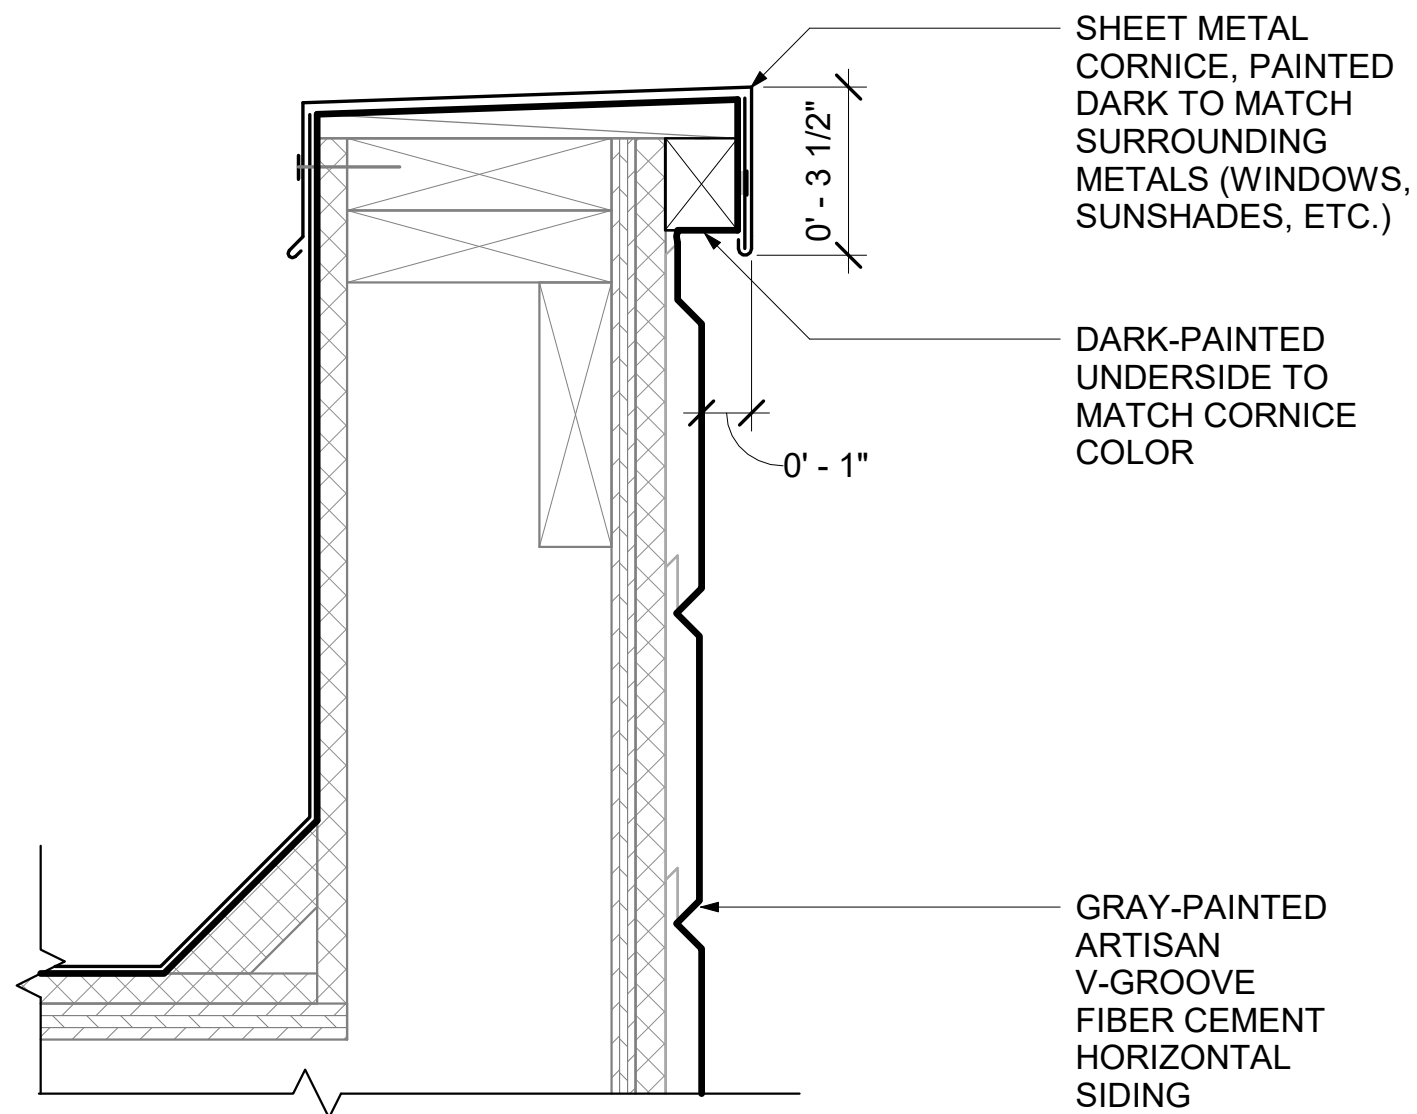 SHEET METAL
CORNICE, PAINTED
DARK TO MATCH
SURROUNDING
METALS (WINDOWS,
SUNSHADES, ETC.)
0' - 3 1/2"
DARK-PAINTED
UNDERSIDE TO
MATCH CORNICE
COLOR
0' - 1"
GRAY-PAINTED
ARTISAN
V-GROOVE
FIBER CEMENT
HORIZONTAL
SIDING